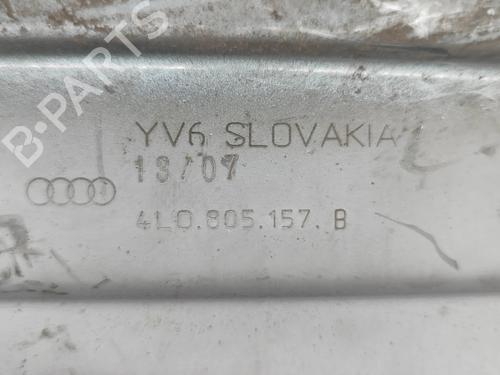 YV6 SLOVAKIA
13/07
4L0.805.157. B
B-PARTS